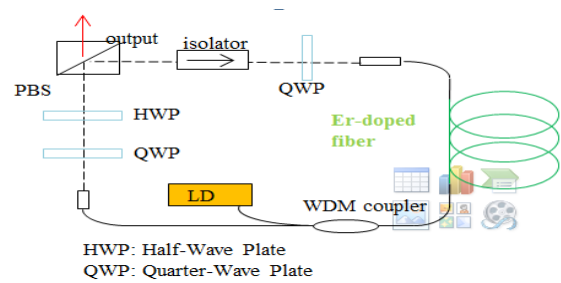 output
isolator
PBS
QWP
HWP
Er-doped
fiber
QWP
LD
WDM coupler
HWP: Half-Wave Plate
QWP: Quarter-Wave Plate